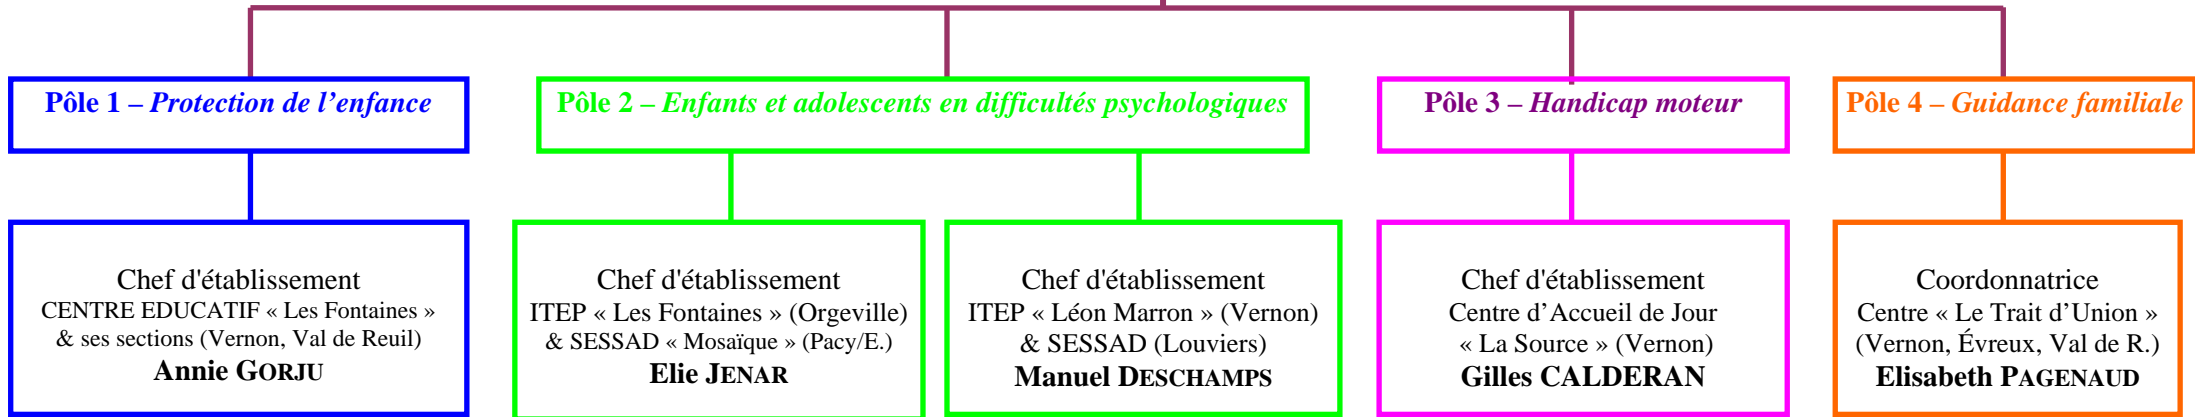 Pôle 1 – Protection de l’enfance
Pôle 2 – Enfants et adolescents en difficultés psychologiques
Pôle 3 – Handicap moteur
Pôle 4 – Guidance familiale
Chef d'établissement
CENTRE EDUCATIF « Les Fontaines »
& ses sections (Vernon, Val de Reuil)
Annie GORJU
Chef d'établissement
ITEP « Les Fontaines » (Orgeville)
& SESSAD « Mosaïque » (Pacy/E.)
Elie JENAR
Chef d'établissement
ITEP « Léon Marron » (Vernon)
& SESSAD (Louviers)
Manuel DESCHAMPS
Chef d'établissement
Centre d’Accueil de Jour
« La Source » (Vernon)
Gilles CALDERAN
Coordonnatrice
Centre « Le Trait d’Union »
(Vernon, Évreux, Val de R.)
Elisabeth PAGENAUD